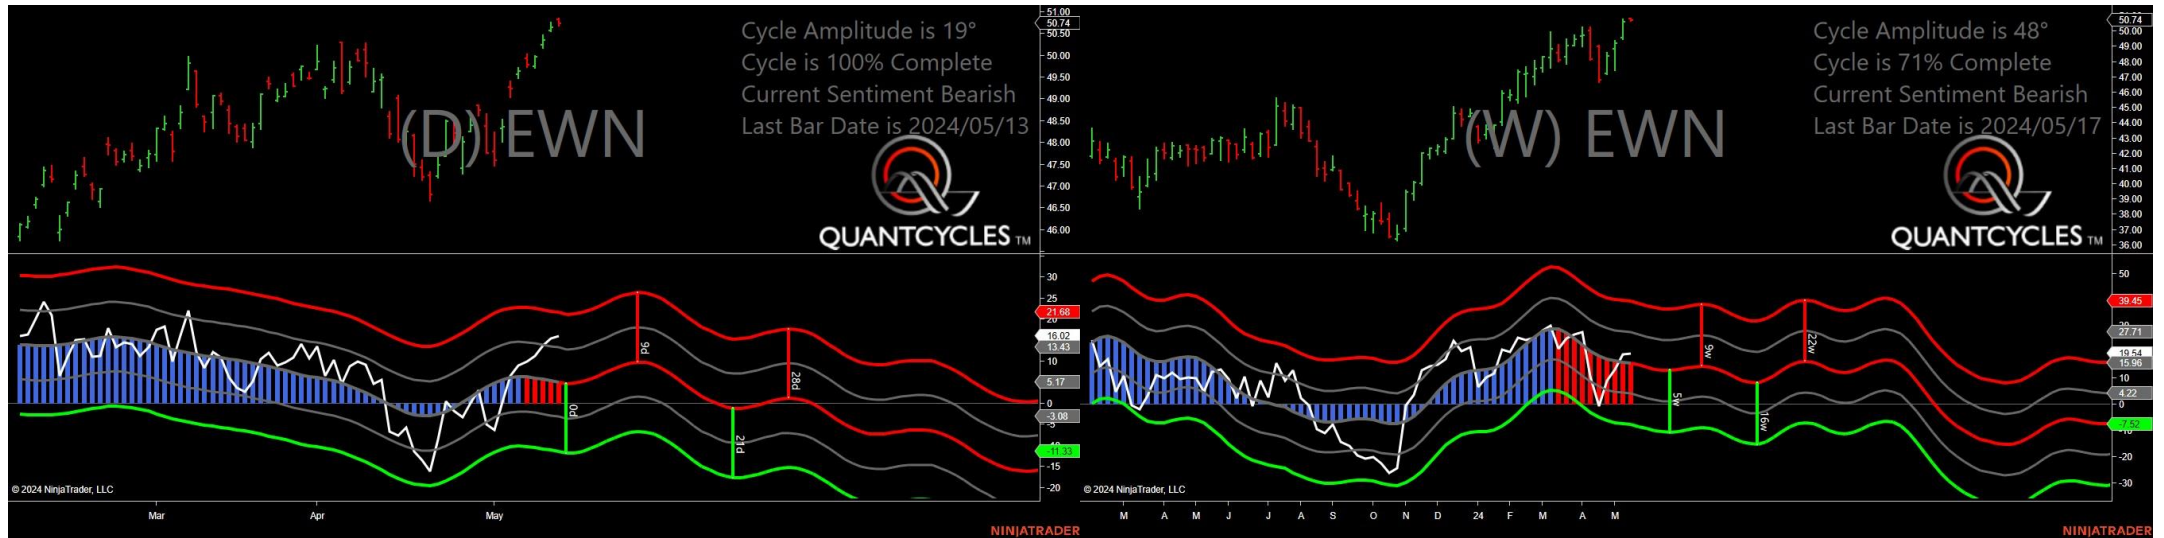 Cycle Amplitude is 19°
Cycle is 100% Complete
Current Sentiment Bearish
Last Bar Date is 2024/05/13
(D) EWN
QUANTCYCLES TM
51.00
50.74
50.50
50.00
49.50
49.00
48.50
48.00
47.50
47.00
46.50
46.00
30
25
21.68
20
16.02
13.43
10
5.17
0
-3.08
-5
-11.33
-15
-20
0d
9d
21d
28d
© 2024 NinjaTrader, LLC
Mar
Apr
May
NINJATRADER
Cycle Amplitude is 48°
Cycle is 71% Complete
Current Sentiment Bearish
Last Bar Date is 2024/05/17
(W) EWN
QUANTCYCLES TM
50.74
50.00
49.00
48.00
47.00
46.00
45.00
44.00
43.00
42.00
41.00
40.00
39.00
38.00
37.00
36.00
50
39.45
27.71
19.54
15.96
10
4.22
0
-7.52
-20
-30
5w
9w
16w
22w
© 2024 NinjaTrader, LLC
M
A
M
J
J
A
S
O
N
D
24
F
M
A
M
NINJATRADER